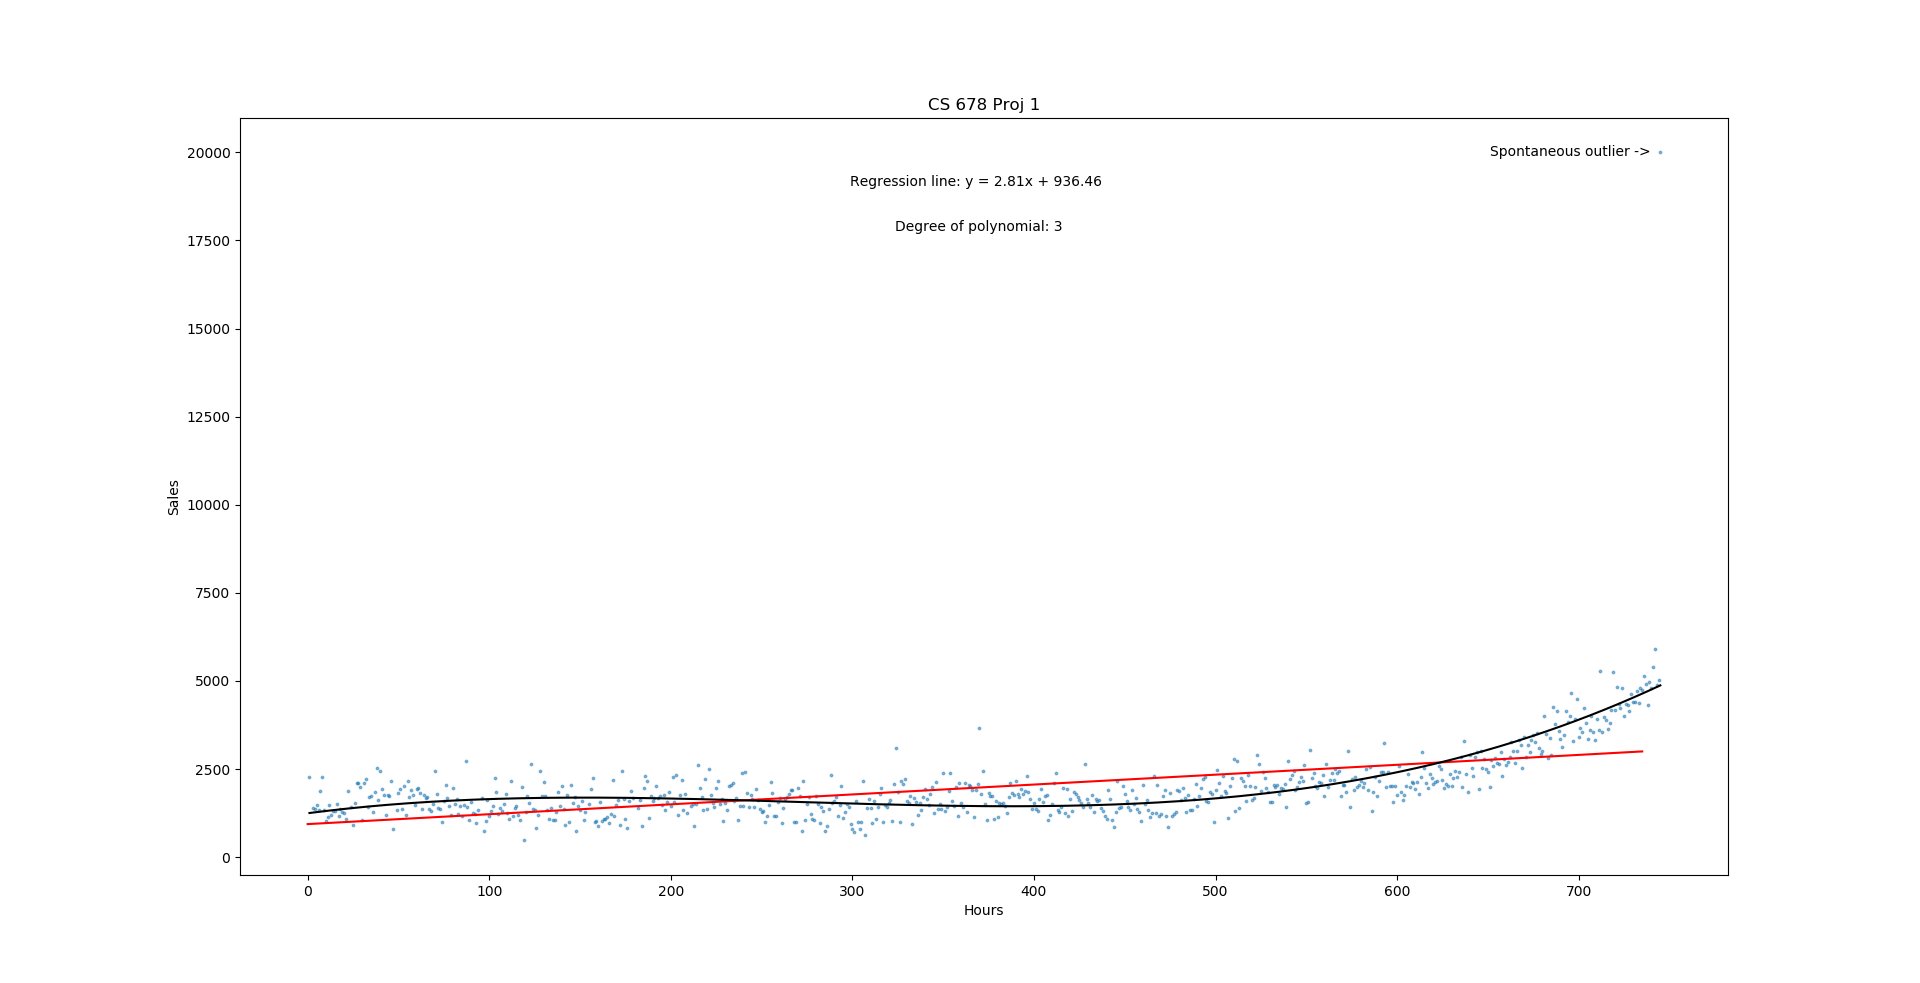 CS 678 Proj 1
Spontaneous outlier ->
Regression line: y = 2.81x + 936.46
Degree of polynomial: 3
20000
17500
15000
12500
10000
7500
5000
2500
0
Sales
0 100 200 300 400 500 600 700
Hours